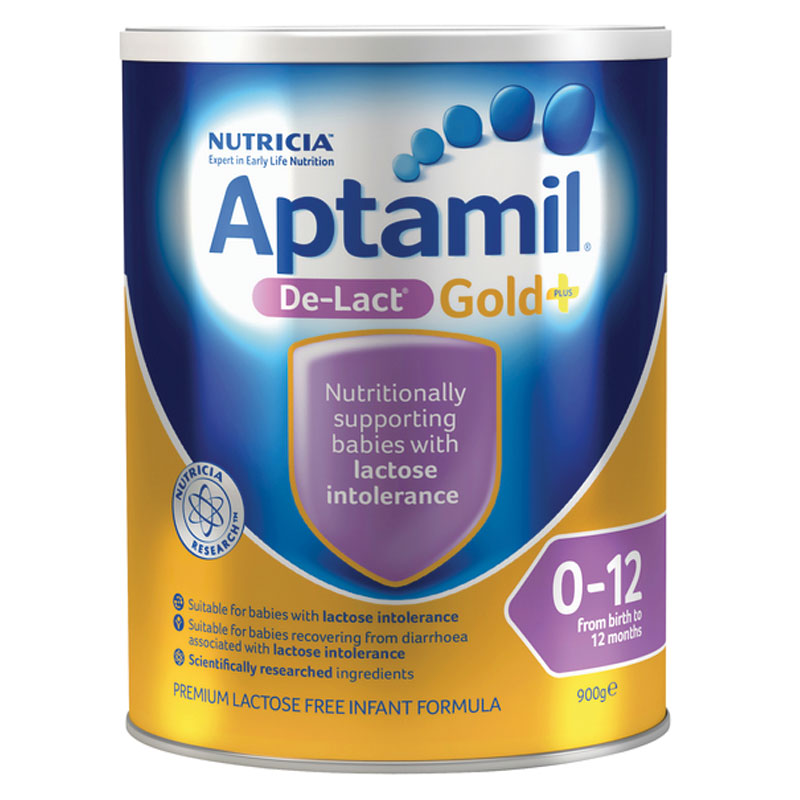 NUTRICIA™
Expert in Early Life Nutrition
Aptamil®
De-Lact® Gold+
PLUS
Nutritionally
supporting
babies with
lactose
intolerance
NUTRICIA
RESEARCH™
0-12
From birth to
12 months
Suitable for babies with lactose intolerance
Suitable for babies recovering from diarrhoea
associated with lactose intolerance
Scientifically researched ingredients
PREMIUM LACTOSE FREE INFANT FORMULA
900g℮